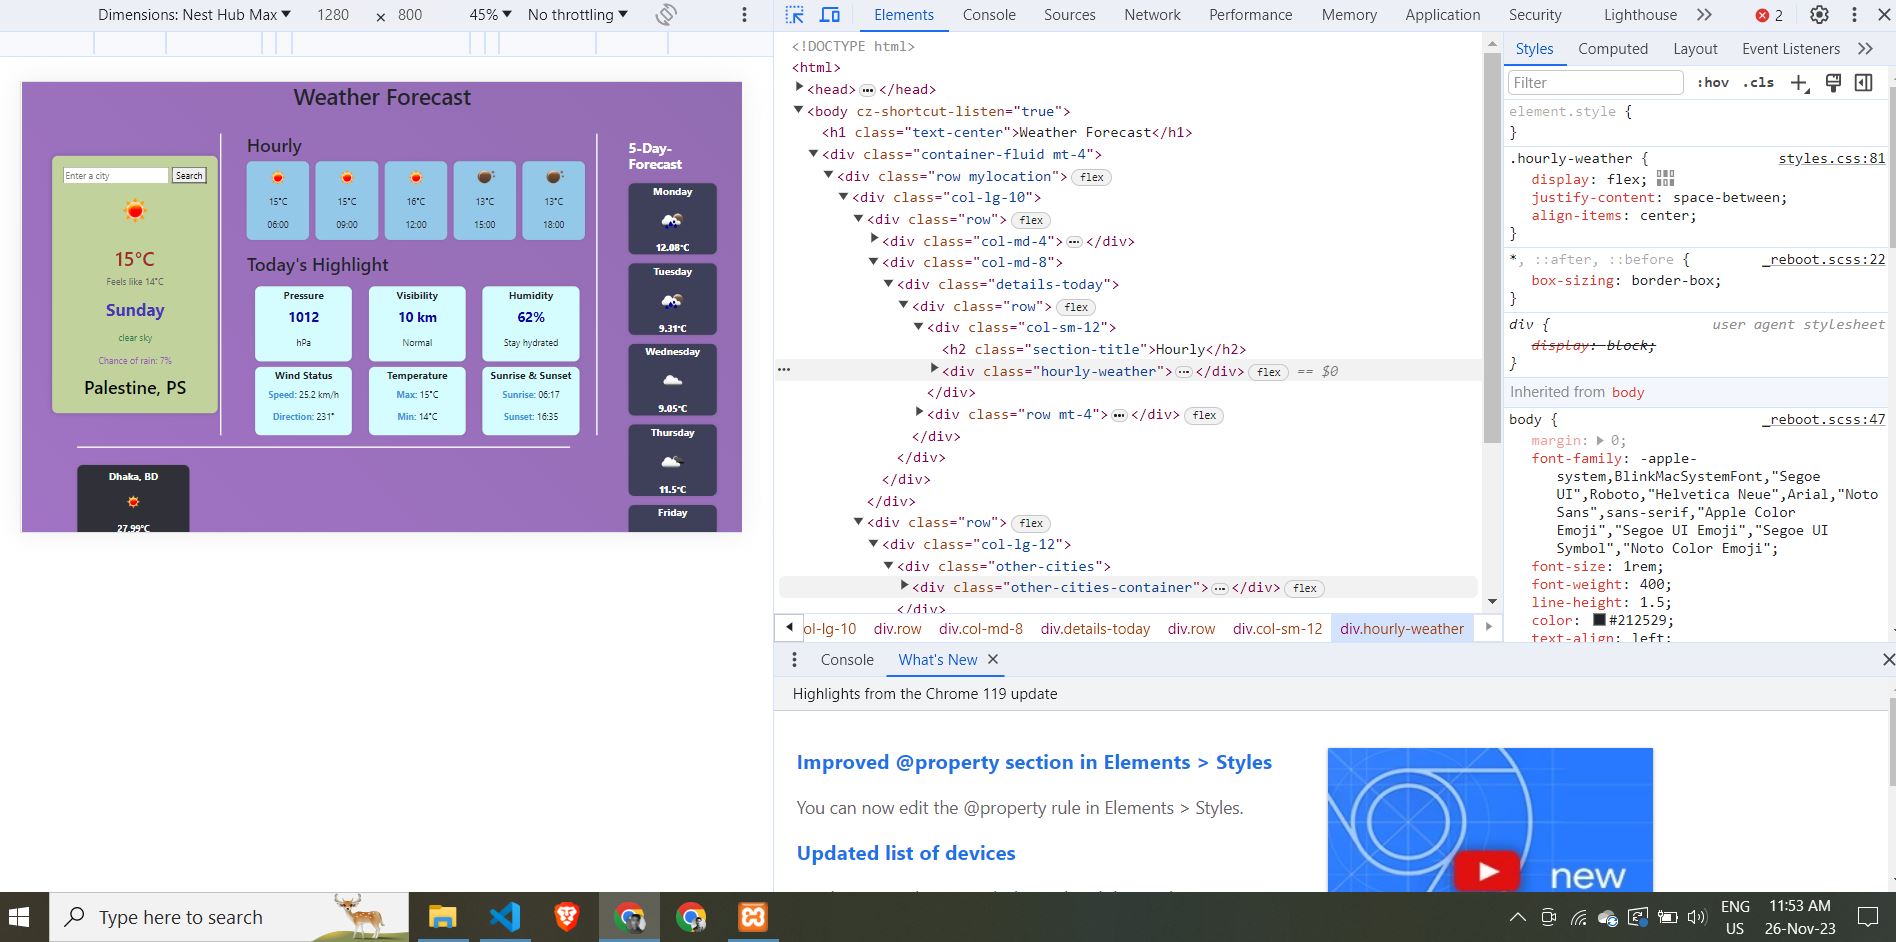 Dimensions: Nest Hub Max ▼ 1280 × 800 45% ▼ No throttling ▼
Weather Forecast
Enter a city Search
15°C
Feels like 14°C
Sunday
clear sky
Chance of rain: 7%
Palestine, PS
Hourly
15°C 15°C 16°C 13°C 13°C
06:00 09:00 12:00 15:00 18:00
Today's Highlight
Pressure Visibility Humidity
1012 10 km 62%
hPa Normal Stay hydrated
Wind Status Temperature Sunrise & Sunset
Speed: 25.2 km/h Max: 15°C Sunrise: 06:17
Direction: 231° Min: 14°C Sunset: 16:35
5-Day-
Forecast
Monday
12.08°C
Tuesday
9.31°C
Wednesday
9.05°C
Thursday
11.5°C
Friday
Dhaka, BD
27.99°C
Elements Console Sources Network Performance Memory Application Security Lighthouse 2
<!DOCTYPE html>
<html>
<head> </head>
<body cz-shortcut-listen="true">
<h1 class="text-center">Weather Forecast</h1>
<div class="container-fluid mt-4">
<div class="row mylocation"> flex
<div class="col-lg-10">
<div class="row"> flex
<div class="col-md-4"> </div>
<div class="col-md-8">
<div class="details-today">
<div class="row"> flex
<div class="col-sm-12">
<h2 class="section-title">Hourly</h2>
<div class="hourly-weather"> </div> flex == $0
</div>
<div class="row mt-4"> </div> flex
</div>
</div>
</div>
</div>
<div class="row"> flex
<div class="col-lg-12">
<div class="other-cities">
<div class="other-cities-container"> </div> flex
</div>
ol-lg-10 div.row div.col-md-8 div.details-today div.row div.col-sm-12 div.hourly-weather
Styles Computed Layout Event Listeners
Filter :hov .cls
element.style {
}
.hourly-weather { styles.css:81
display: flex;
justify-content: space-between;
align-items: center;
}
*, ::after, ::before { _reboot.scss:22
box-sizing: border-box;
}
div { user agent stylesheet
display: block;
}
Inherited from body
body { _reboot.scss:47
margin: 0;
font-family: -apple-
system,BlinkMacSystemFont,"Segoe
UI",Roboto,"Helvetica Neue",Arial,"Noto
Sans",sans-serif,"Apple Color
Emoji","Segoe UI Emoji","Segoe UI
Symbol","Noto Color Emoji";
font-size: 1rem;
font-weight: 400;
line-height: 1.5;
color: #212529;
text-align: left;
Console What's New
Highlights from the Chrome 119 update
Improved @property section in Elements > Styles
You can now edit the @property rule in Elements > Styles.
Updated list of devices
new
Type here to search
ENG
US
11:53 AM
26-Nov-23